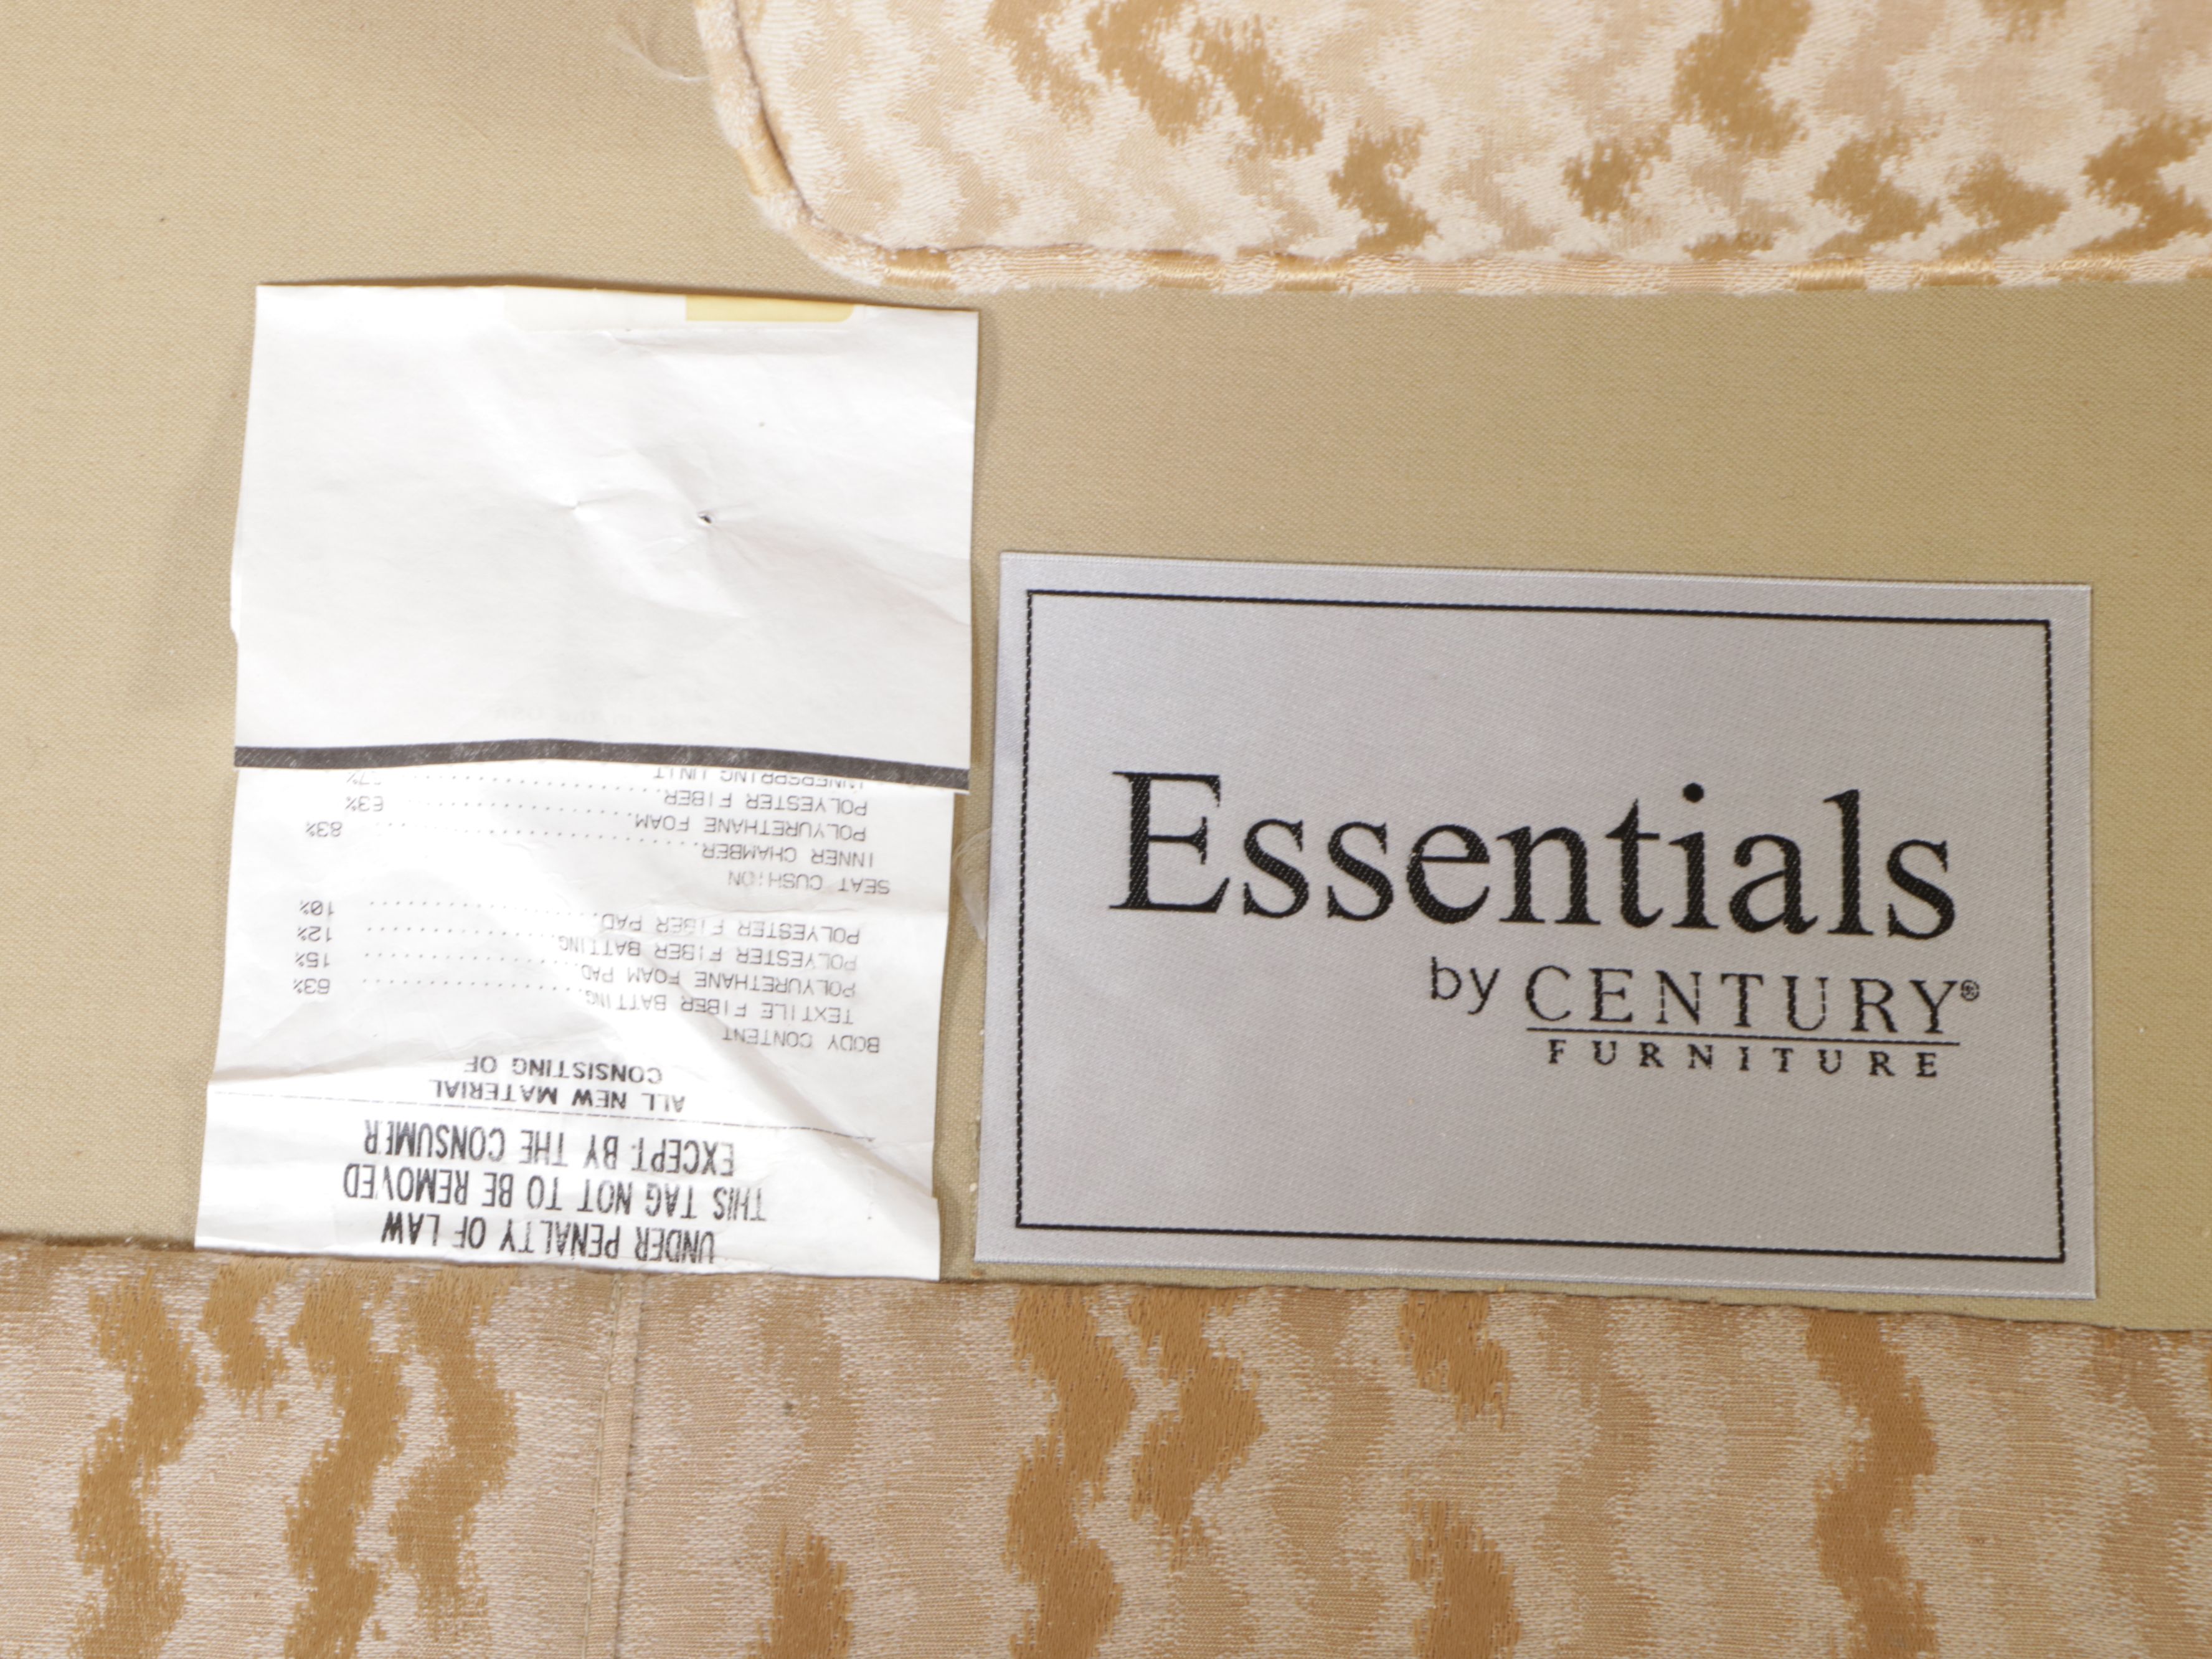 UNDER PENALTY OF LAW
THIS TAG NOT TO BE REMOVED
EXCEPT BY THE CONSUMER
ALL NEW MATERIAL
CONSISTING OF
BODY CONTENT
TEXTILE FIBER BATTING................ 63%
POLYURETHANE FOAM PAD................ 15%
POLYESTER FIBER BATTING.............. 12%
POLYESTER FIBER PAD.................. 10%
SEAT CUSHION
INNER CHAMBER
POLYURETHANE FOAM
POLYESTER FIBER
INNERSPRING UNIT
Essentials
by CENTURY®
FURNITURE